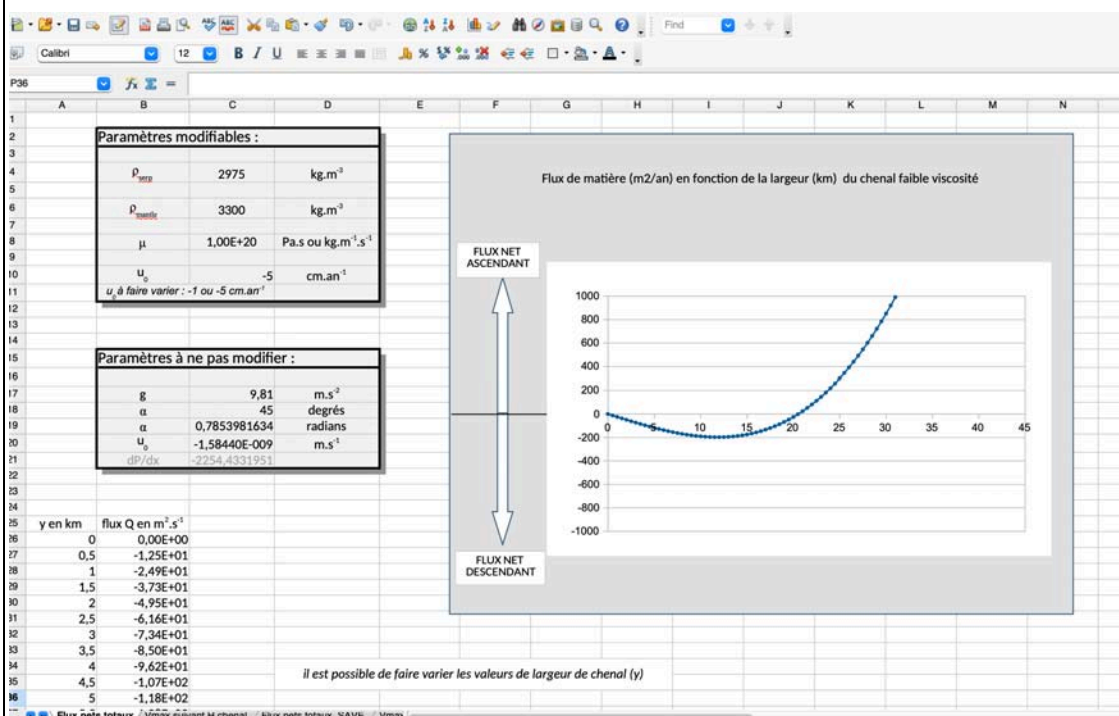 Find
Calibri 12 B I U
P36 =
A B C D E F G H I J K L M N
Paramètres modifiables :
ρserp 2975 kg.m-3
ρmantle 3300 kg.m-3
μ 1,00E+20 Pa.s ou kg.m-1.s-1
u0 -5 cm.an-1
u0 à faire varier : -1 ou -5 cm.an-1
Paramètres à ne pas modifier :
g 9,81 m.s-2
α 45 degrés
α 0,7853981634 radians
u0 -1,58440E-009 m.s-1
dP/dx -2254,4331951
Flux de matière (m2/an) en fonction de la largeur (km) du chenal faible viscosité
FLUX NET
ASCENDANT
1000
800
600
400
200
0
-200
-400
-600
-800
-1000
0 5 10 15 20 25 30 35 40 45
FLUX NET
DESCENDANT
y en km flux Q en m2.s-1
0 0,00E+00
0,5 -1,25E+01
1 -2,49E+01
1,5 -3,73E+01
2 -4,95E+01
2,5 -6,16E+01
3 -7,34E+01
3,5 -8,50E+01
4 -9,62E+01
4,5 -1,07E+02
5 -1,18E+02
il est possible de faire varier les valeurs de largeur de chenal (y)
Flux nets totaux / Vmax suivant H chenal / Flux nets totaux_SAVE / Vmax